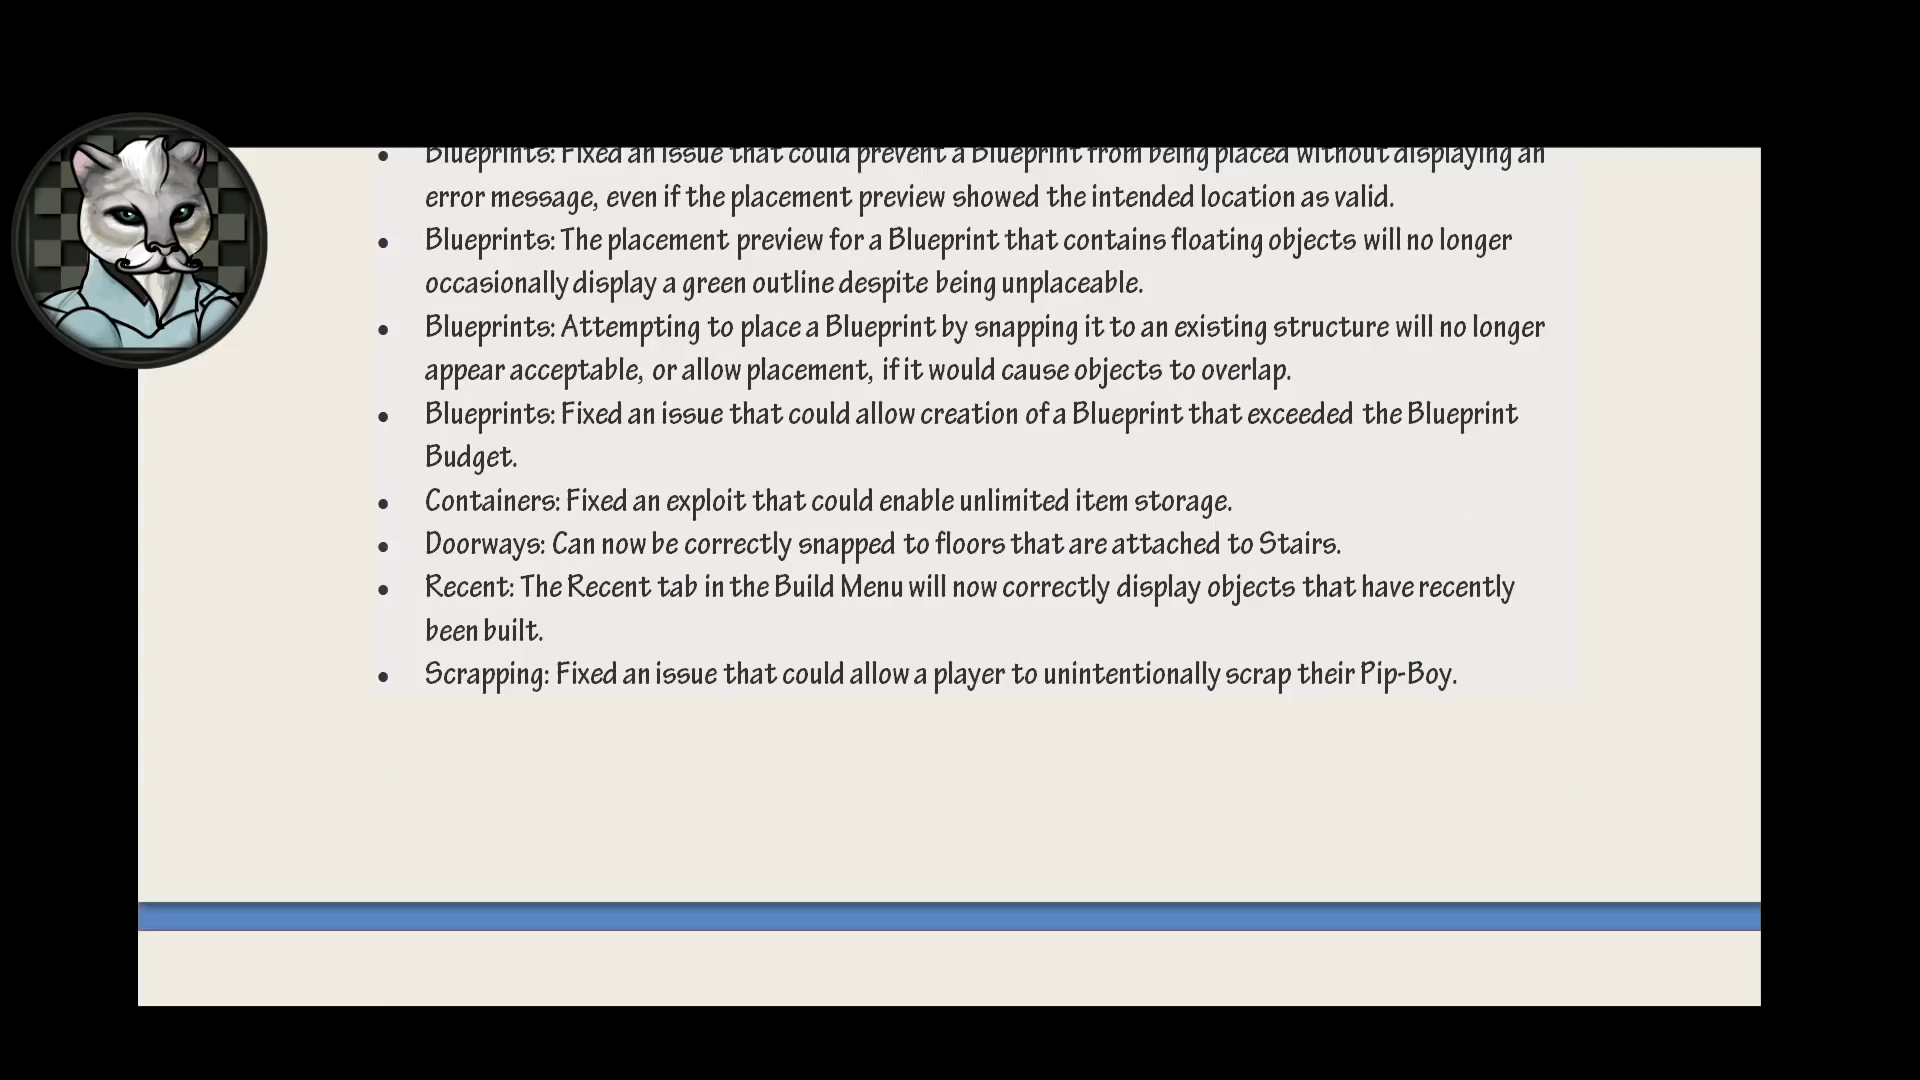 Blueprints: Fixed an issue that could prevent a Blueprint from being placed without displaying an
error message, even if the placement preview showed the intended location as valid.
Blueprints: The placement preview for a Blueprint that contains floating objects will no longer
occasionally display a green outline despite being unplaceable.
Blueprints: Attempting to place a Blueprint by snapping it to an existing structure will no longer
appear acceptable, or allow placement, if it would cause objects to overlap.
Blueprints: Fixed an issue that could allow creation of a Blueprint that exceeded the Blueprint
Budget.
Containers: Fixed an exploit that could enable unlimited item storage.
Doorways: Can now be correctly snapped to floors that are attached to Stairs.
Recent: The Recent tab in the Build Menu will now correctly display objects that have recently
been built.
Scrapping: Fixed an issue that could allow a player to unintentionally scrap their Pip-Boy.